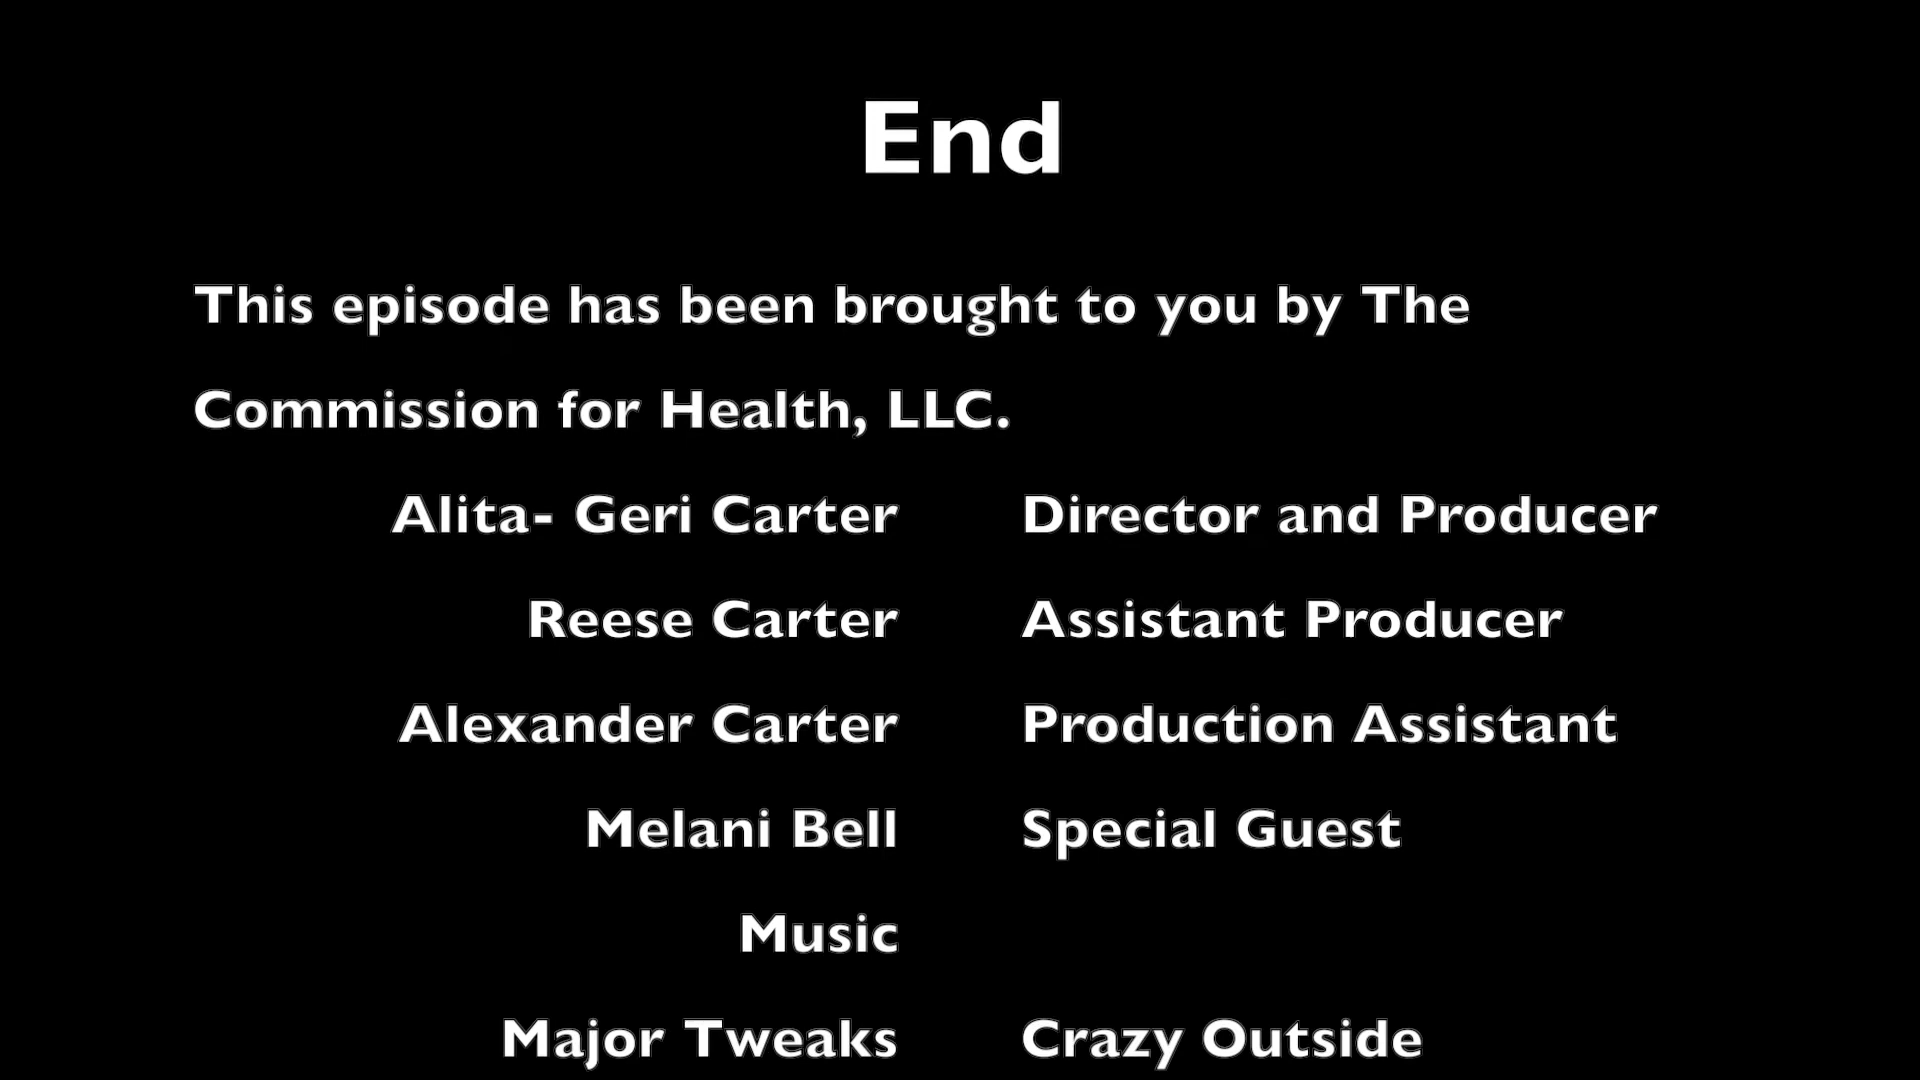 End
This episode has been brought to you by The
Commission for Health, LLC.
Alita- Geri Carter Director and Producer
Reese Carter Assistant Producer
Alexander Carter Production Assistant
Melani Bell Special Guest
Music
Major Tweaks Crazy Outside